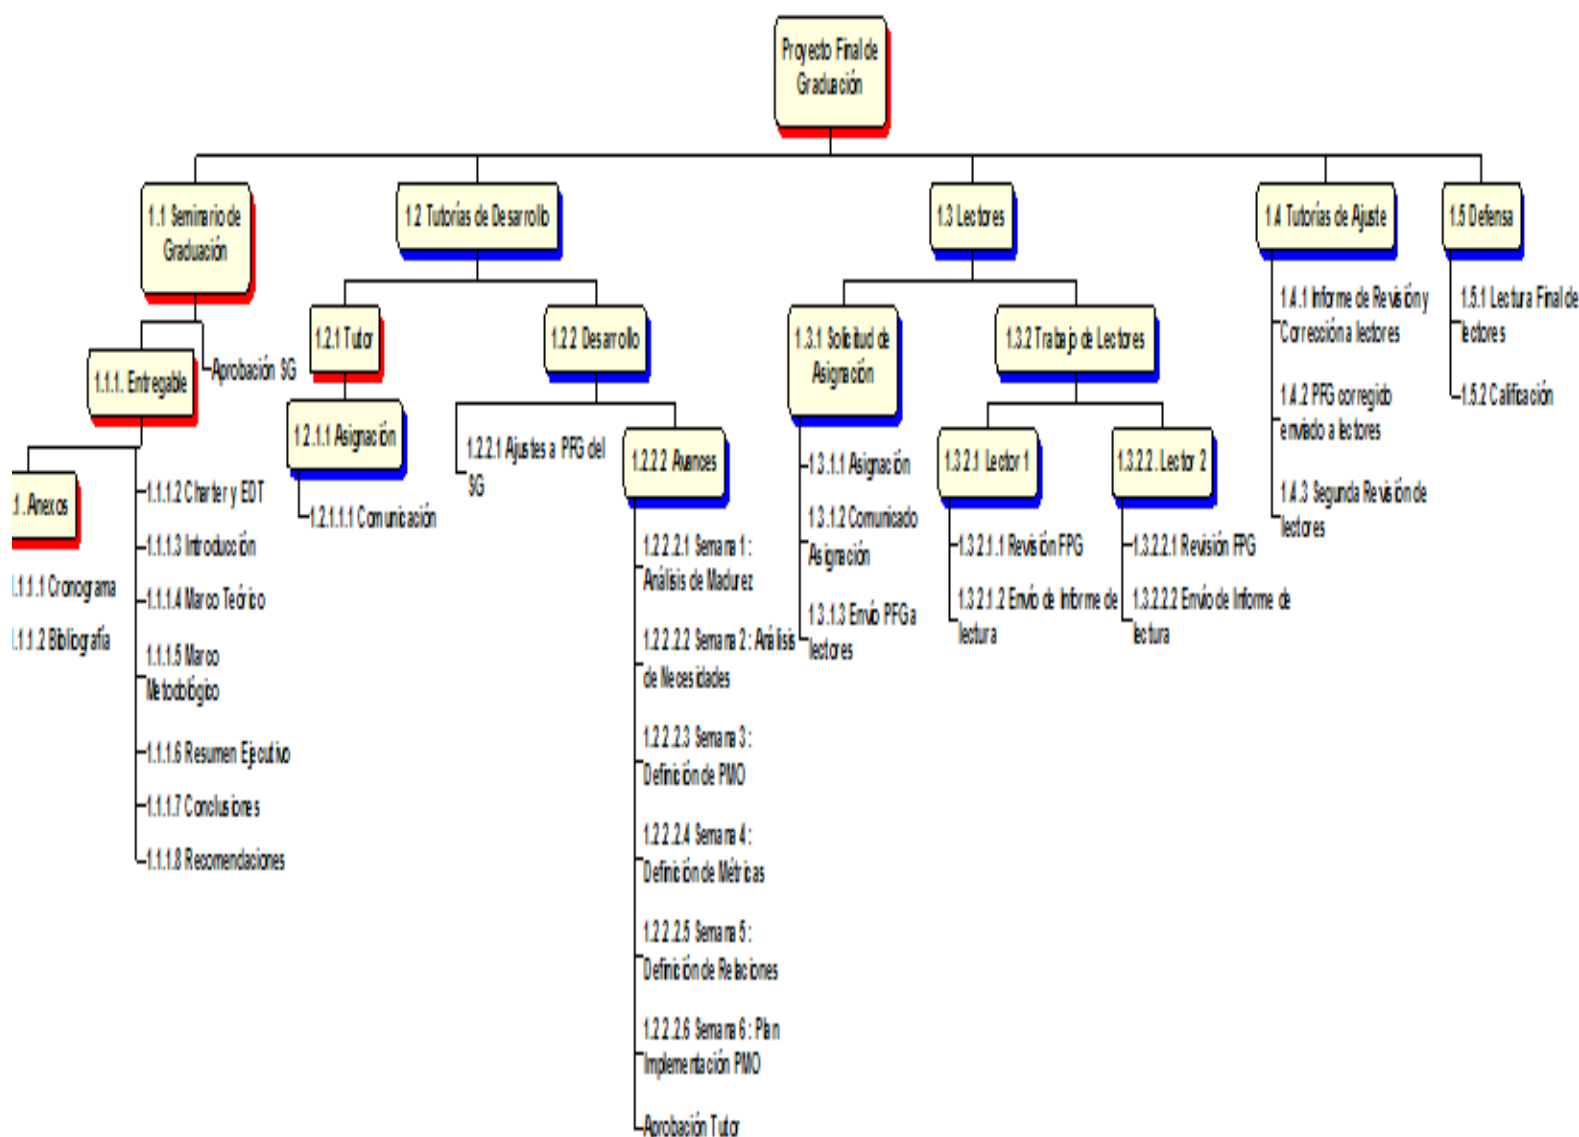 Proyecto Final de
Graduación
1.1 Seminario de
Graduación
1.2 Tutorías de Desarrollo
1.3 Lectores
1.4 Tutorías de Ajuste
1.5 Defensa
1.1.1. Entregable
Aprobación SG
.1. Anexos
.1.1.1 Cronograma
.1.1.2 Bibliografía
1.1.1.2 Charter y EDT
1.1.1.3 Introducción
1.1.1.4 Marco Teórico
1.1.1.5 Marco
Metodológico
1.1.1.6 Resumen Ejecutivo
1.1.1.7 Conclusiones
1.1.1.8 Recomendaciones
1.2.1 Tutor
1.2.1.1 Asignación
1.2.1.1.1 Comunicación
1.2.2 Desarrollo
1.2.2.1 Ajustes a PFG del
SG
1.2.2.2 Avances
1.2.2.2.1 Semana 1 :
Análisis de Madurez
1.2.2.2.2 Semana 2 : Análisis
de Necesidades
1.2.2.2.3 Semana 3 :
Definición de PMO
1.2.2.2.4 Semana 4 :
Definición de Métricas
1.2.2.2.5 Semana 5 :
Definición de Relaciones
1.2.2.2.6 Semana 6 : Plan
Implementación PMO
Aprobación Tutor
1.3.1 Solicitud de
Asignación
1.3.1.1 Asignación
1.3.1.2 Comunicado
Asignación
1.3.1.3 Envío PFG a
lectores
1.3.2 Trabajo de Lectores
1.3.2.1 Lector 1
1.3.2.1.1 Revisión FPG
1.3.2.1.2 Envío de Informe de
lectura
1.3.2.2. Lector 2
1.3.2.2.1 Revisión FPG
1.3.2.2.2 Envío de Informe de
lectura
1.4.1 Informe de Revisión y
Corrección a lectores
1.4.2 PFG corregido
enviado a lectores
1.4.3 Segunda Revisión de
lectores
1.5.1 Lectura Final de
lectores
1.5.2 Calificación